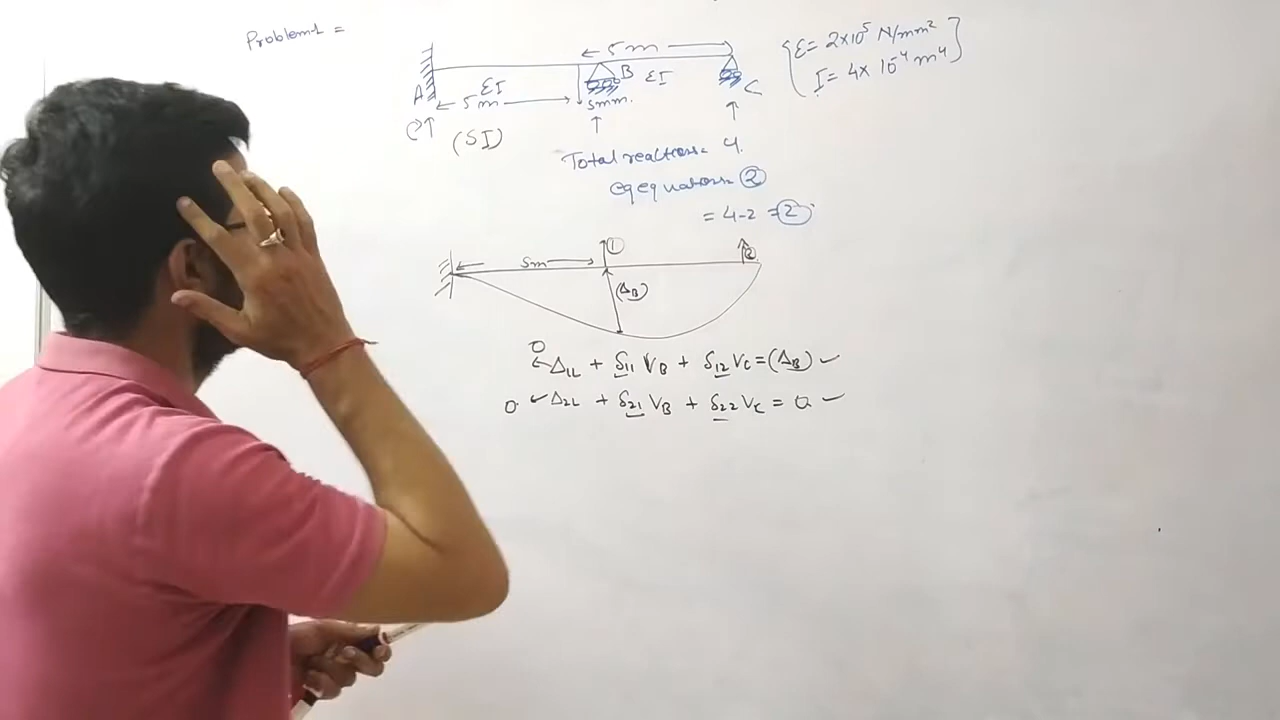 Problem-1 =
5m
E = 2×10⁵ N/mm²
I = 4× 10⁻⁴ m⁴
A EI B EI C
5m 5mm.
(SI)
Total reactions = 4.
eq equations = 2
= 4-2 = 2
1 2
5m
(ΔB)
0
Δ1L + δ11 VB + δ12 VC = (ΔB) ✓
0 ✓ Δ2L + δ21 VB + δ22 VC = 0 ✓